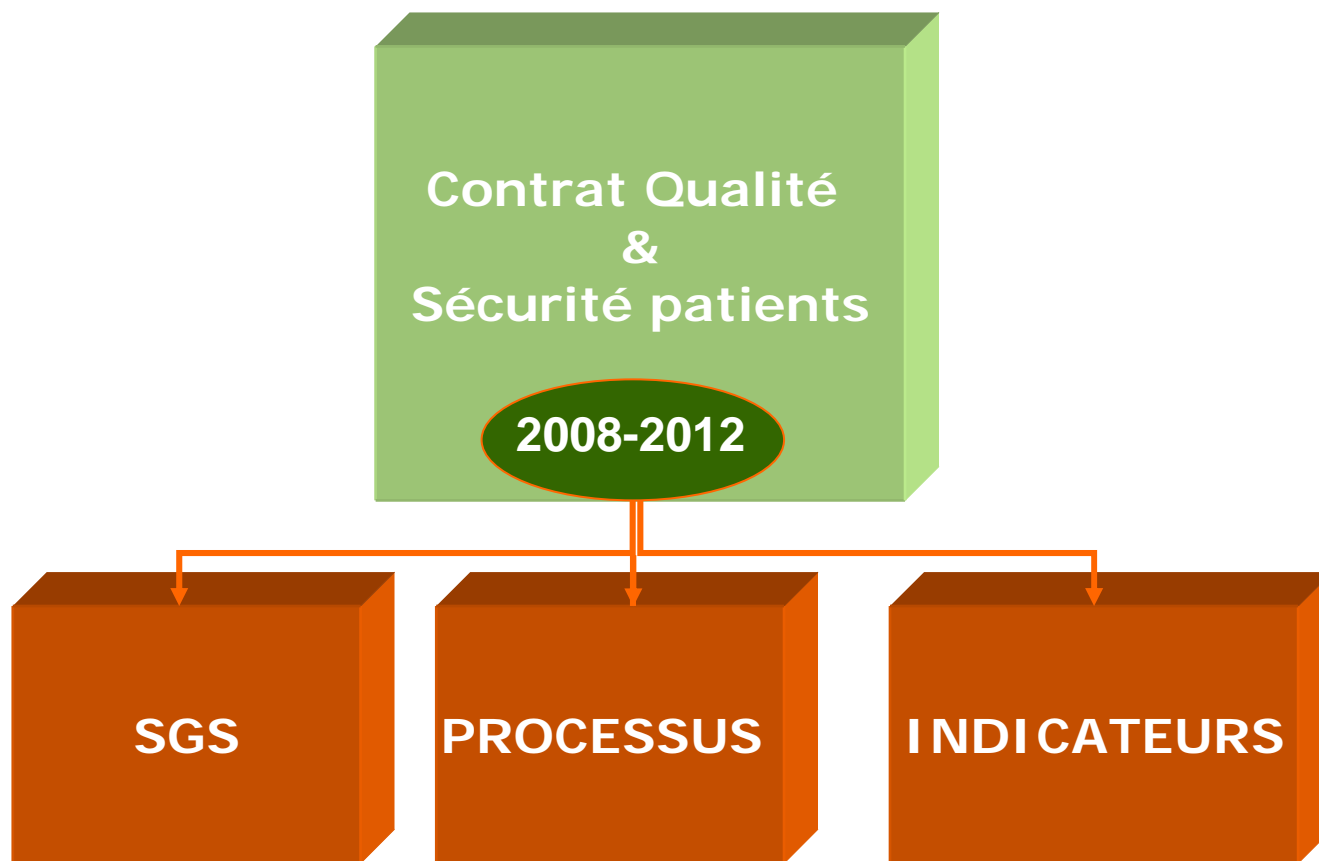 Contrat Qualité
&
Sécurité patients
2008-2012
SGS
PROCESSUS
INDICATEURS